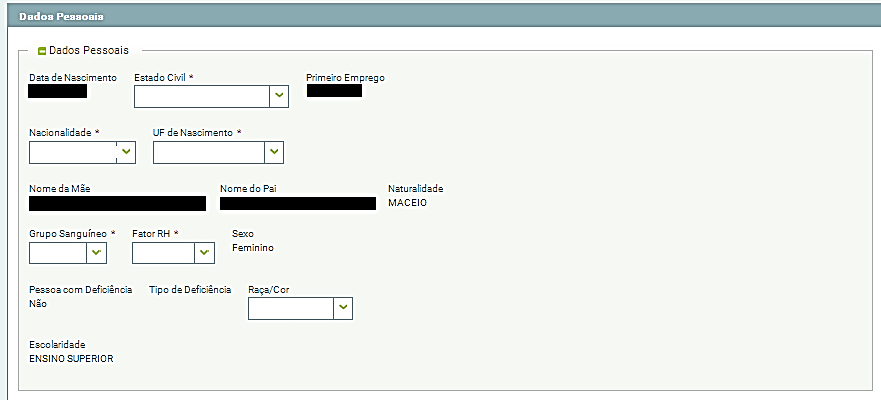 Dados Pessoais
Dados Pessoais
Data de Nascimento Estado Civil * Primeiro Emprego
Nacionalidade * UF de Nascimento *
Nome da Mãe Nome do Pai Naturalidade
MACEIO
Grupo Sanguíneo * Fator RH * Sexo
Feminino
Pessoa com Deficiência Tipo de Deficiência Raça/Cor
Não
Escolaridade
ENSINO SUPERIOR